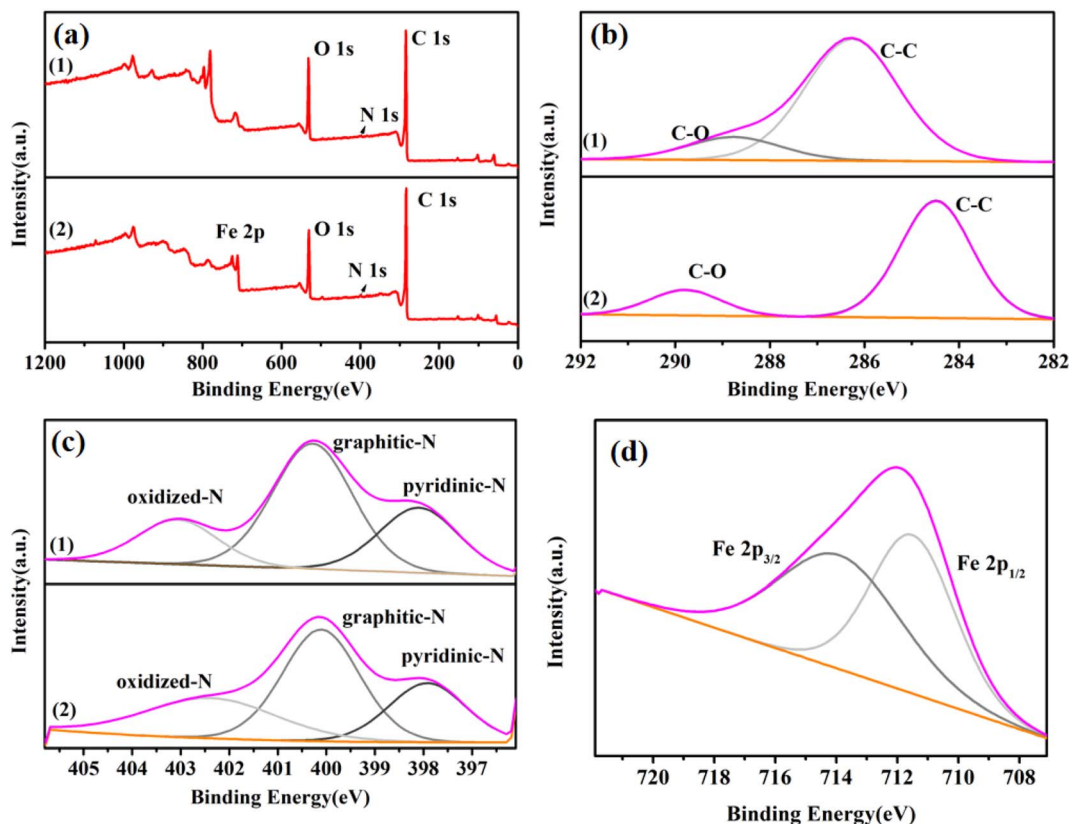 (a)
(1)
C 1s
O 1s
N 1s
(2)
Fe 2p
C 1s
O 1s
N 1s
Intensity(a.u.)
1200 1000 800 600 400 200 0
Binding Energy(eV)
(b)
C-C
C-O
(1)
C-C
C-O
(2)
Intensity(a.u.)
292 290 288 286 284 282
Binding Energy(eV)
(c)
graphitic-N
oxidized-N
pyridinic-N
(1)
graphitic-N
oxidized-N
pyridinic-N
(2)
Intensity(a.u.)
405 404 403 402 401 400 399 398 397
Binding Energy(eV)
(d)
Fe 2p3/2
Fe 2p1/2
Intensity(a.u.)
720 718 716 714 712 710 708
Binding Energy(eV)